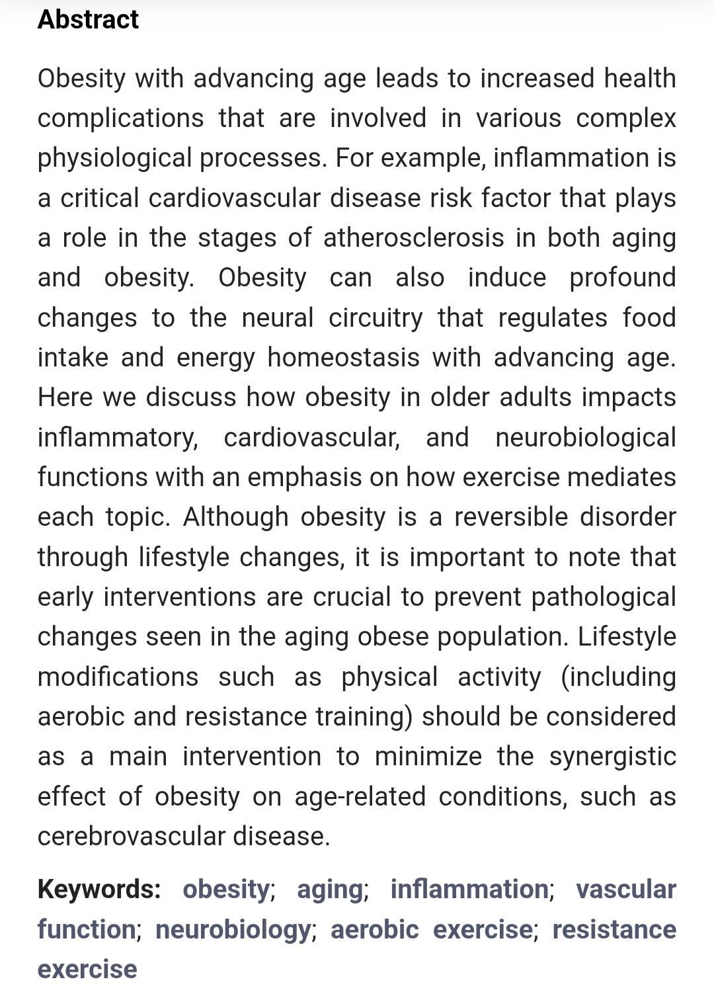 Abstract
Obesity with advancing age leads to increased health
complications that are involved in various complex
physiological processes. For example, inflammation is
a critical cardiovascular disease risk factor that plays
a role in the stages of atherosclerosis in both aging
and obesity. Obesity can also induce profound
changes to the neural circuitry that regulates food
intake and energy homeostasis with advancing age.
Here we discuss how obesity in older adults impacts
inflammatory, cardiovascular, and neurobiological
functions with an emphasis on how exercise mediates
each topic. Although obesity is a reversible disorder
through lifestyle changes, it is important to note that
early interventions are crucial to prevent pathological
changes seen in the aging obese population. Lifestyle
modifications such as physical activity (including
aerobic and resistance training) should be considered
as a main intervention to minimize the synergistic
effect of obesity on age-related conditions, such as
cerebrovascular disease.
Keywords: obesity; aging; inflammation; vascular
function; neurobiology; aerobic exercise; resistance
exercise